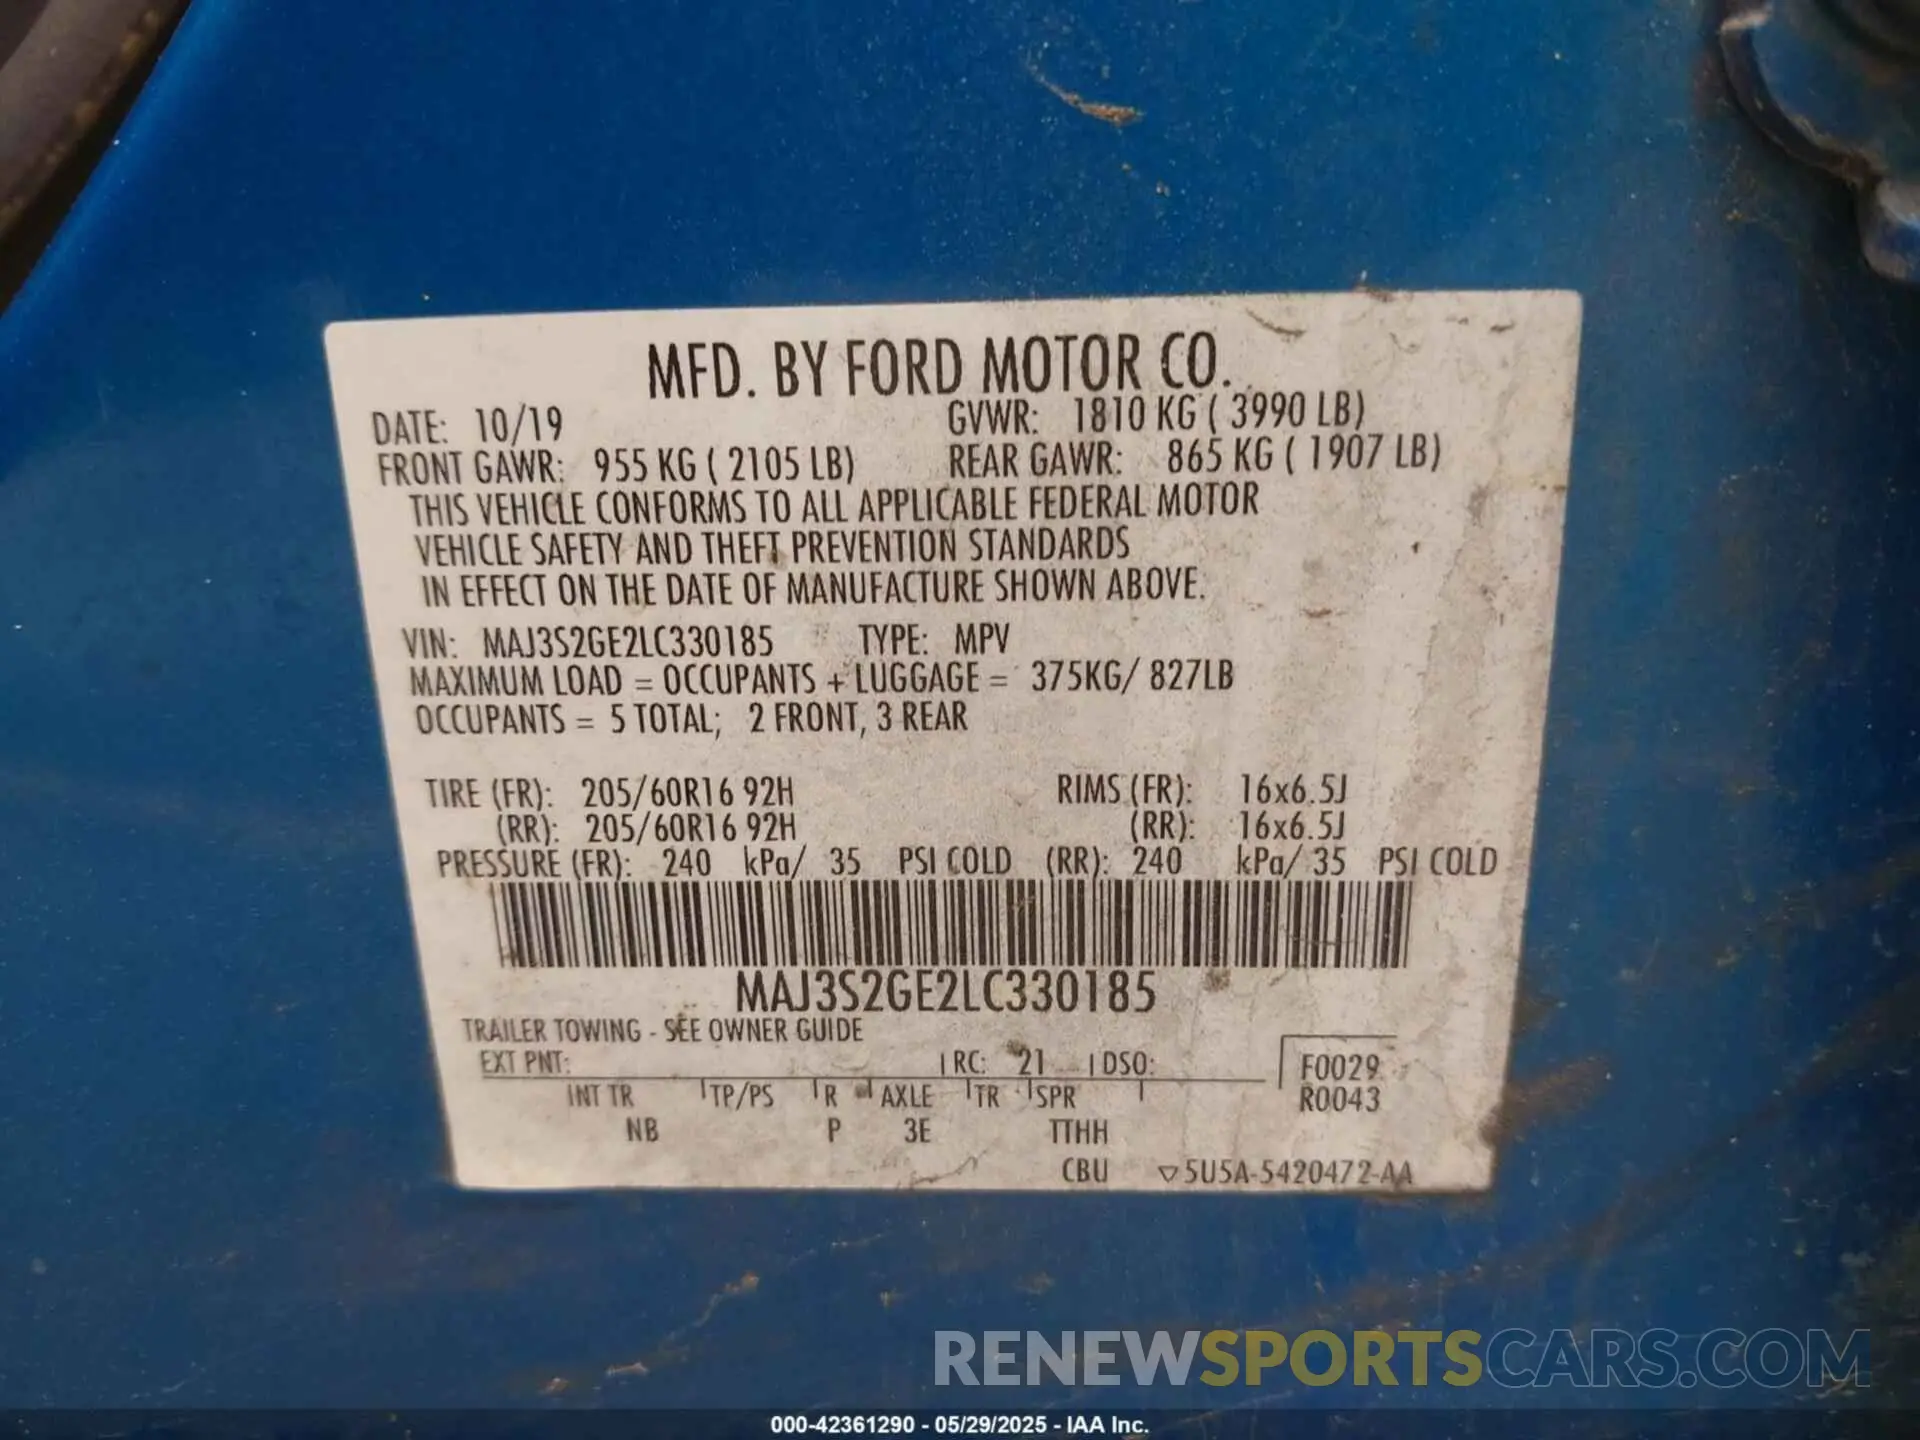 MFD. BY FORD MOTOR CO.
DATE: 10/19 GVWR: 1810 KG ( 3990 LB)
FRONT GAWR: 955 KG ( 2105 LB) REAR GAWR: 865 KG ( 1907 LB)
THIS VEHICLE CONFORMS TO ALL APPLICABLE FEDERAL MOTOR
VEHICLE SAFETY AND THEFT PREVENTION STANDARDS
IN EFFECT ON THE DATE OF MANUFACTURE SHOWN ABOVE.
VIN: MAJ3S2GE2LC330185 TYPE: MPV
MAXIMUM LOAD = OCCUPANTS + LUGGAGE = 375KG/ 827LB
OCCUPANTS = 5 TOTAL; 2 FRONT, 3 REAR
TIRE (FR): 205/60R16 92H RIMS (FR): 16x6.5J
(RR): 205/60R16 92H (RR): 16x6.5J
PRESSURE (FR): 240 kPa/ 35 PSI COLD (RR): 240 kPa/ 35 PSI COLD
MAJ3S2GE2LC330185
TRAILER TOWING - SEE OWNER GUIDE
EXT PNT: RC: 21 DSO: F0029
INT TR TP/PS R AXLE TR SPR R0043
NB P 3E TTHH
CBU ▽5U5A-5420472-AA
RENEWSPORTSCARS.COM
000-42361290 - 05/29/2025 - IAA Inc.